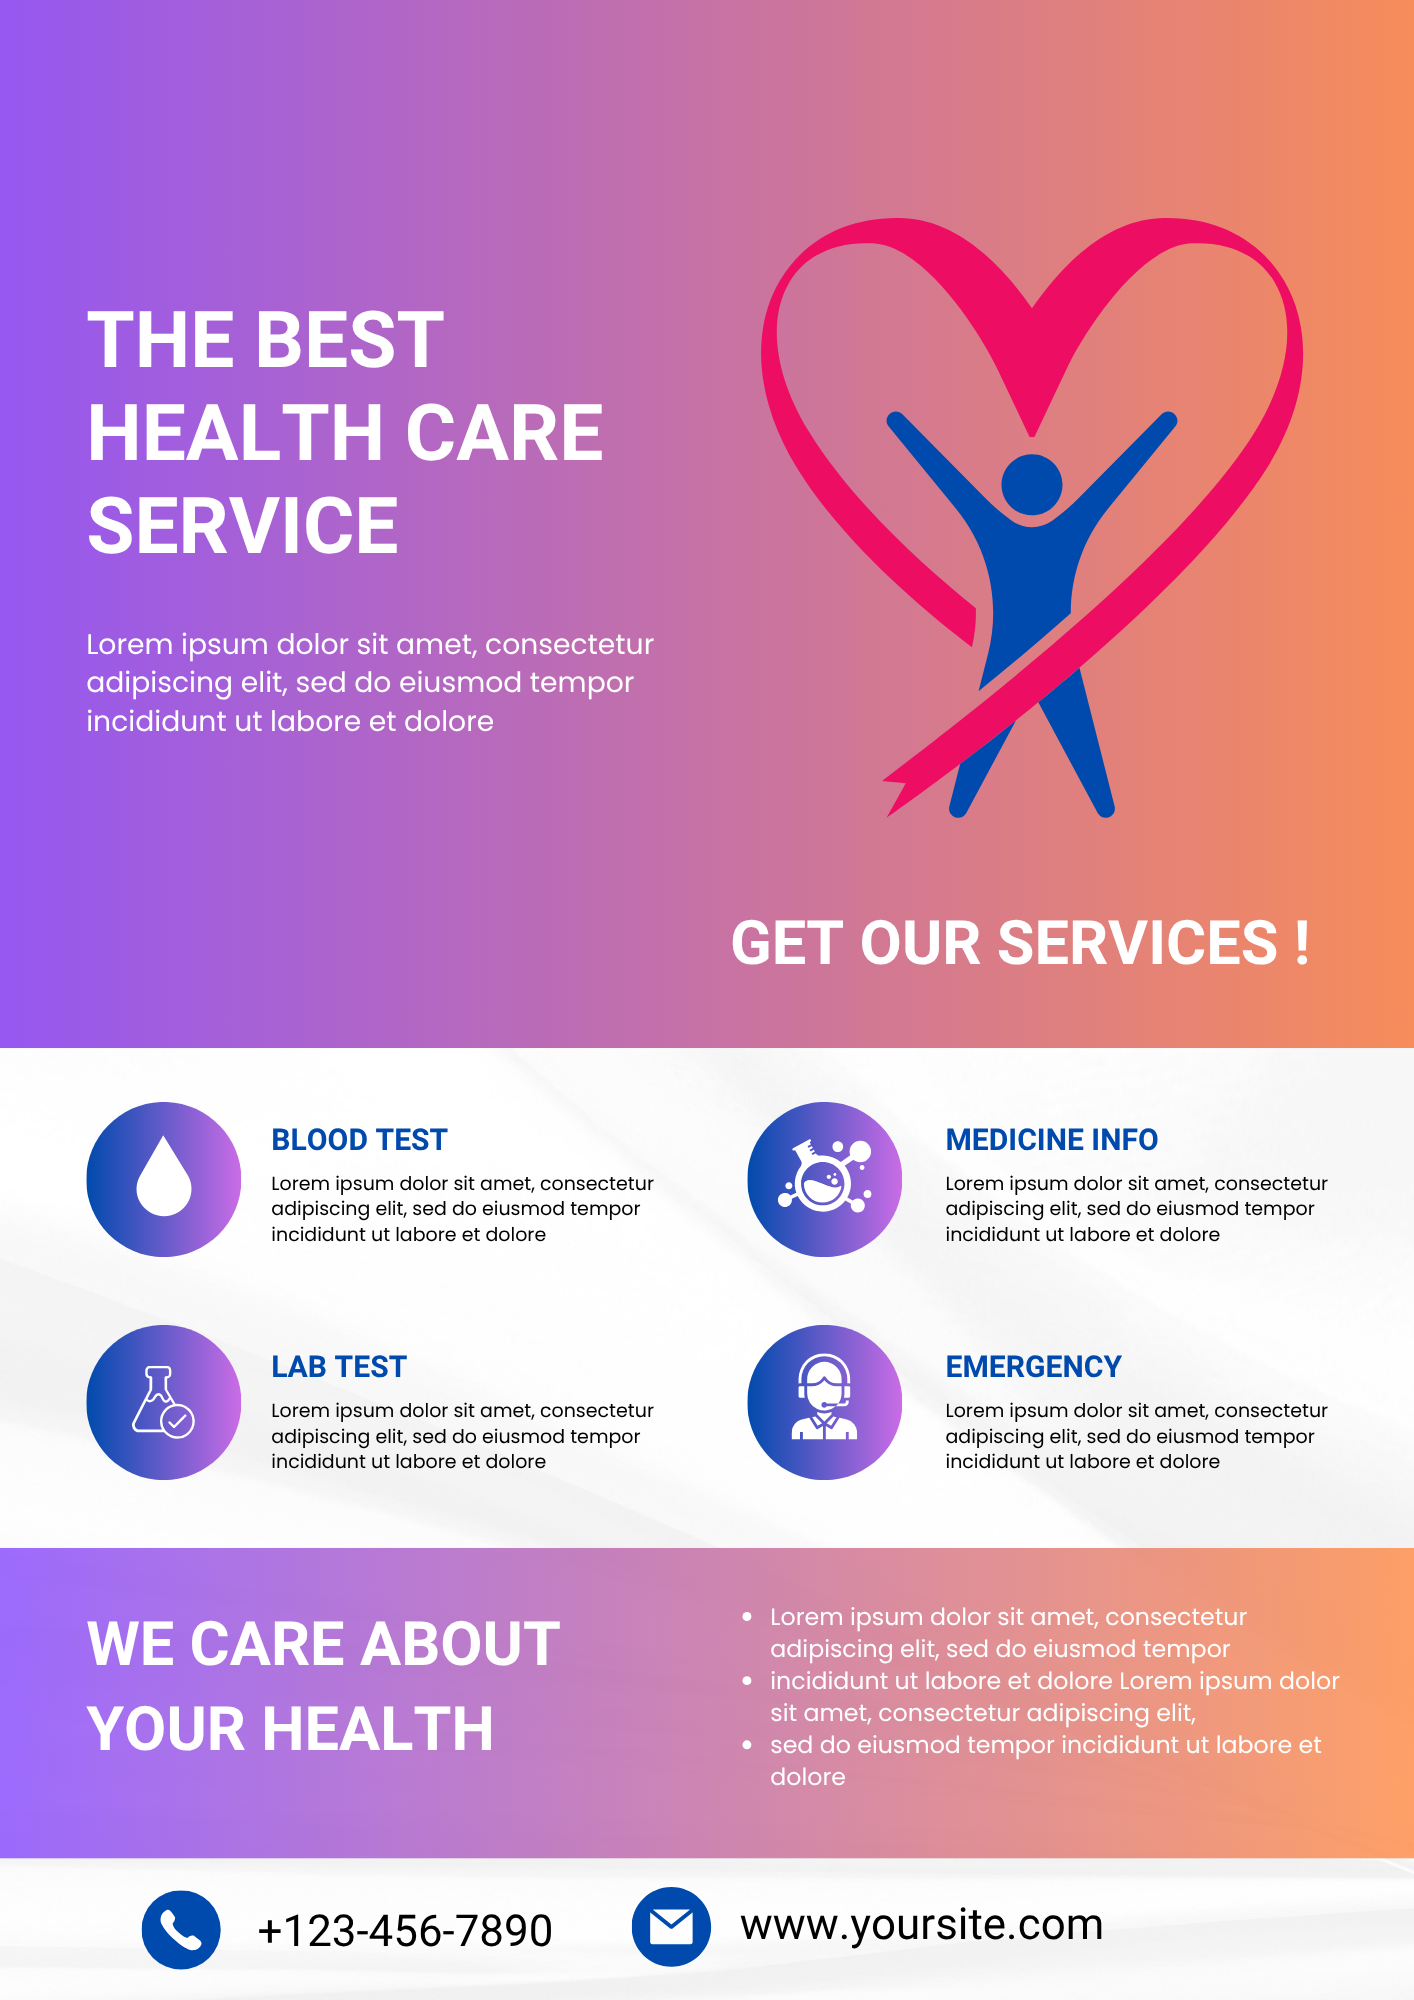 THE BEST
HEALTH CARE
SERVICE
Lorem ipsum dolor sit amet, consectetur
adipiscing elit, sed do eiusmod tempor
incididunt ut labore et dolore
GET OUR SERVICES !
BLOOD TEST
Lorem ipsum dolor sit amet, consectetur
adipiscing elit, sed do eiusmod tempor
incididunt ut labore et dolore
MEDICINE INFO
Lorem ipsum dolor sit amet, consectetur
adipiscing elit, sed do eiusmod tempor
incididunt ut labore et dolore
LAB TEST
Lorem ipsum dolor sit amet, consectetur
adipiscing elit, sed do eiusmod tempor
incididunt ut labore et dolore
EMERGENCY
Lorem ipsum dolor sit amet, consectetur
adipiscing elit, sed do eiusmod tempor
incididunt ut labore et dolore
WE CARE ABOUT
YOUR HEALTH
• Lorem ipsum dolor sit amet, consectetur
adipiscing elit, sed do eiusmod tempor
• incididunt ut labore et dolore Lorem ipsum dolor
sit amet, consectetur adipiscing elit,
• sed do eiusmod tempor incididunt ut labore et
dolore
+123-456-7890
www.yoursite.com